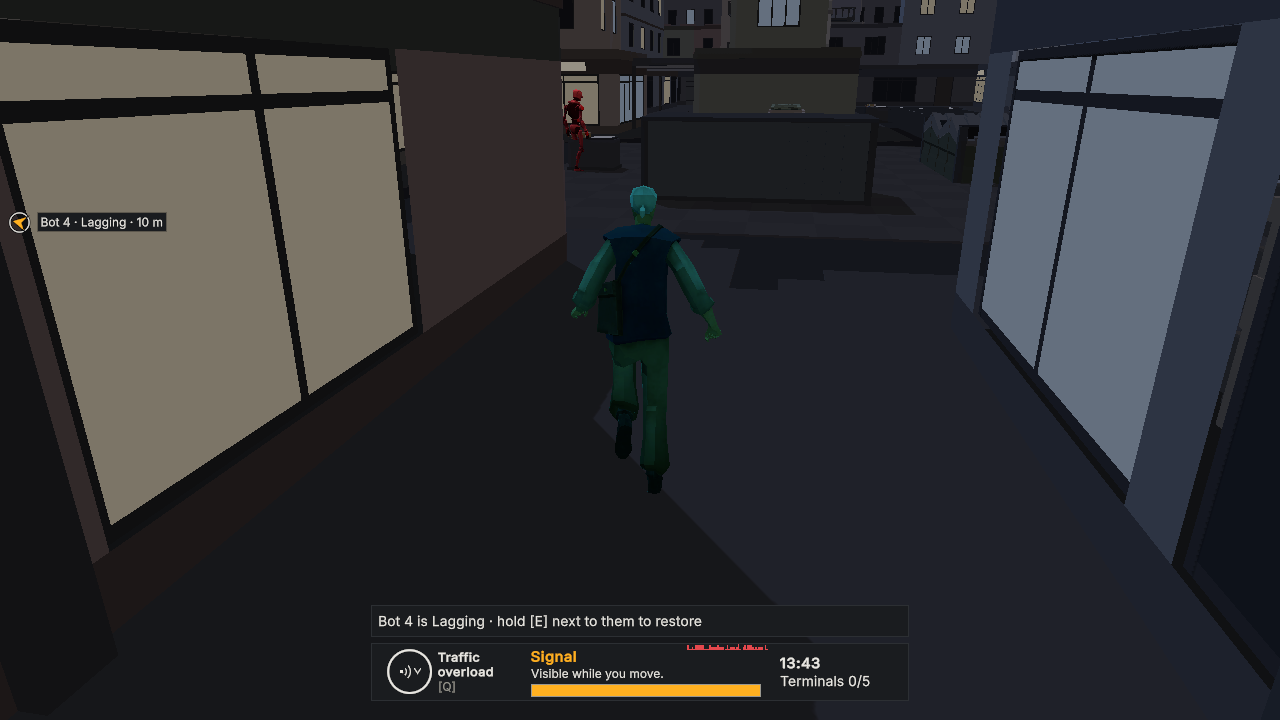 Bot 4 · Lagging · 10 m
Bot 4 is Lagging · hold [E] next to them to restore
Traffic overload
[Q]
Signal
Visible while you move.
13:43
Terminals 0/5